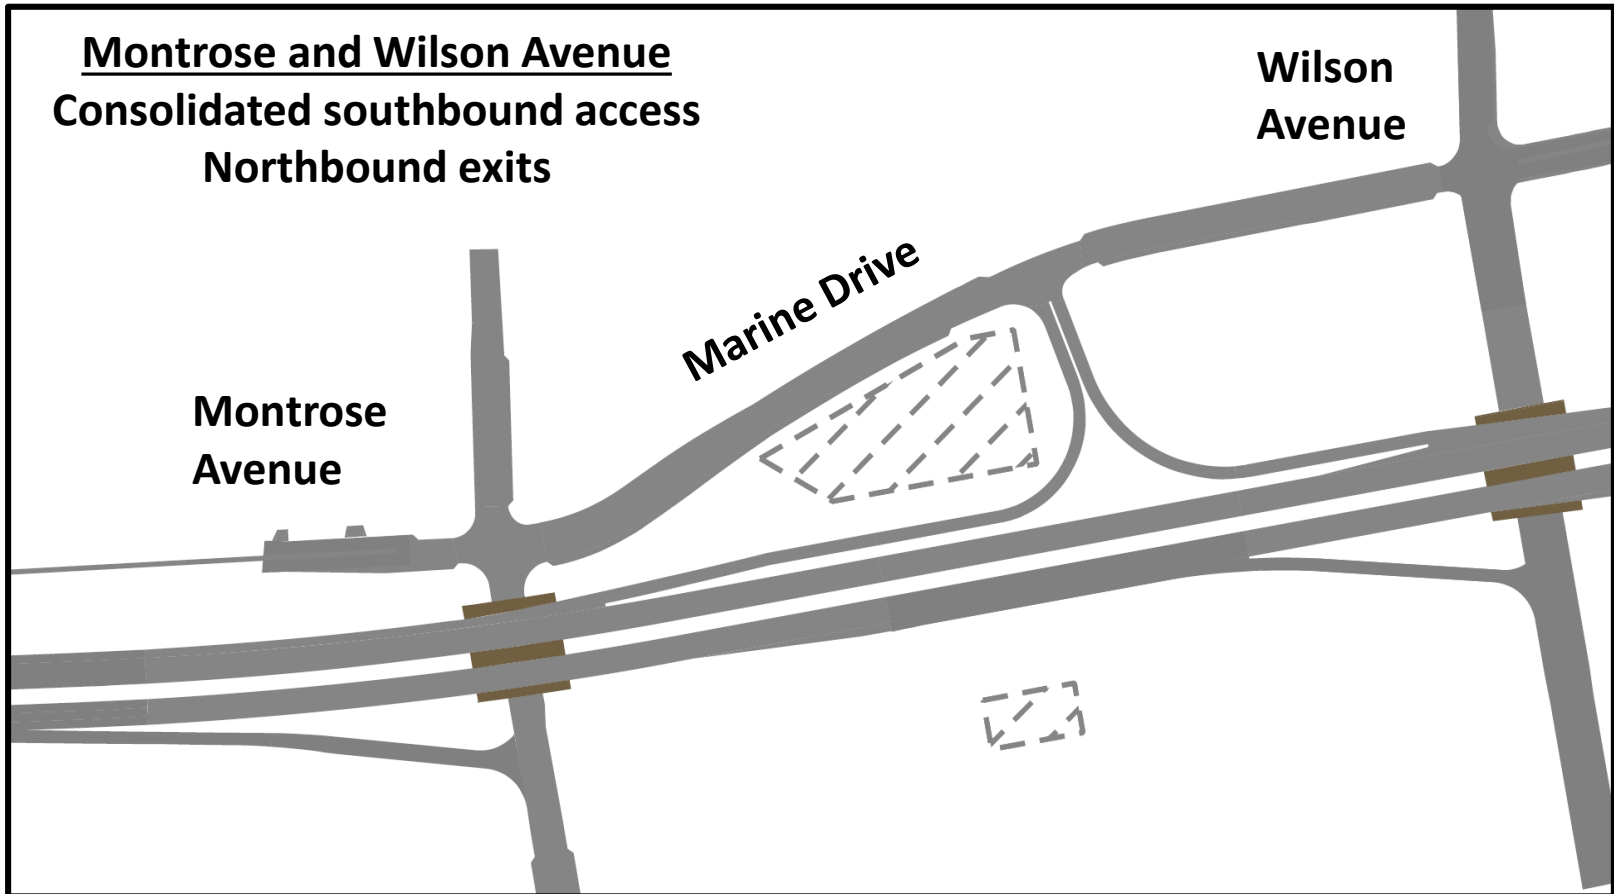 Montrose and Wilson Avenue
Consolidated southbound access
Northbound exits
Wilson
Avenue
Marine Drive
Montrose
Avenue